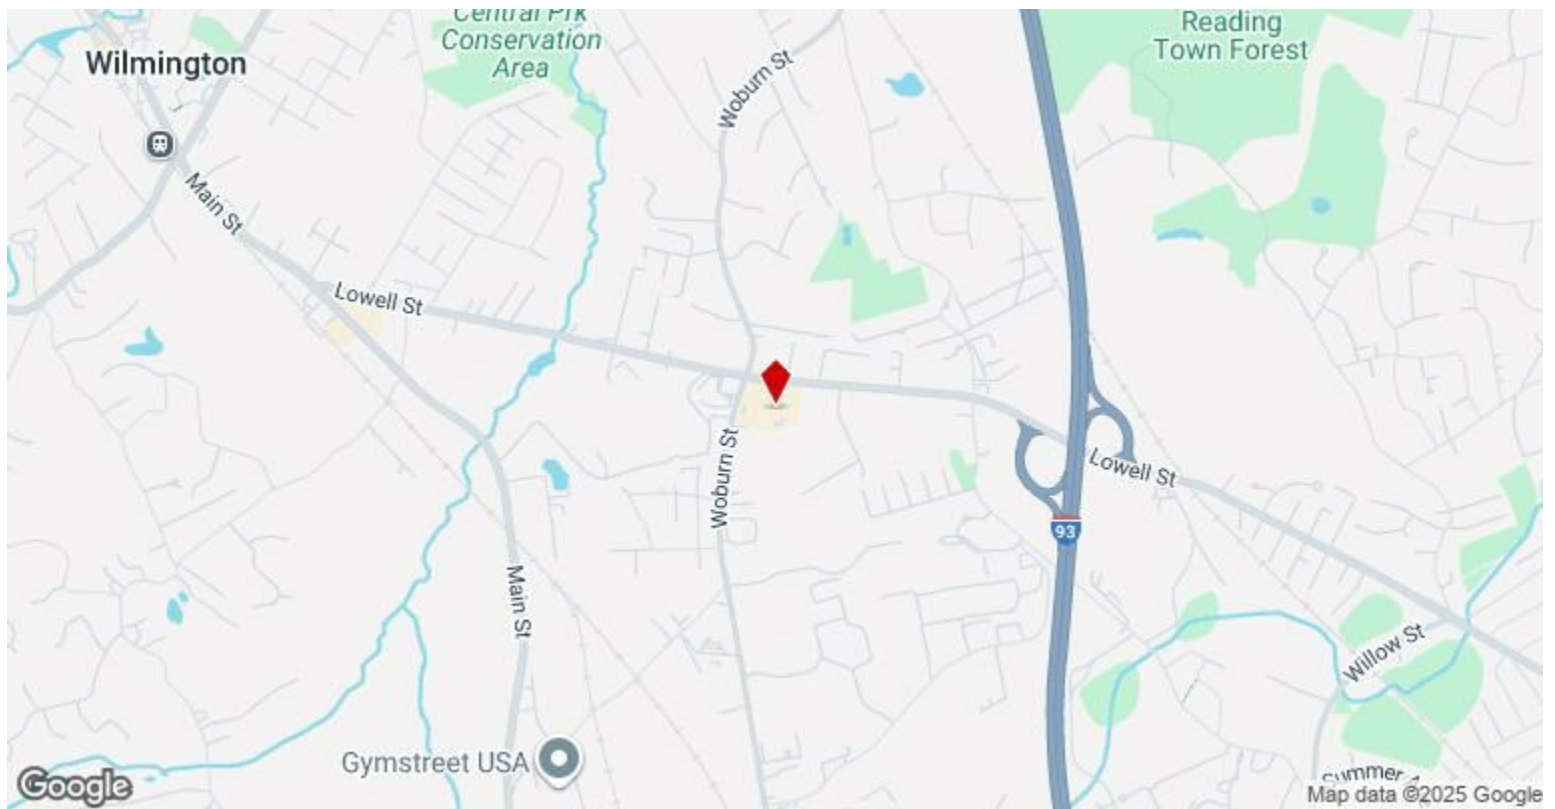 Central Prk
Conservation
Area
Reading
Town Forest
Wilmington
Woburn St
Main St
Lowell St
Woburn St
Lowell St
93
Main St
Willow St
Gymstreet USA
Summer A
Google
Map data ©2025 Google